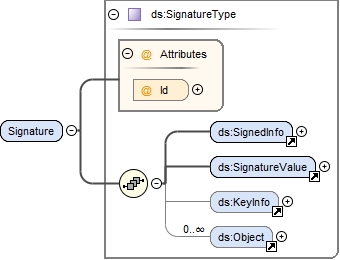 ds:SignatureType
@ Attributes
@ Id
Signature
ds:SignedInfo
ds:SignatureValue
ds:KeyInfo
0..∞
ds:Object